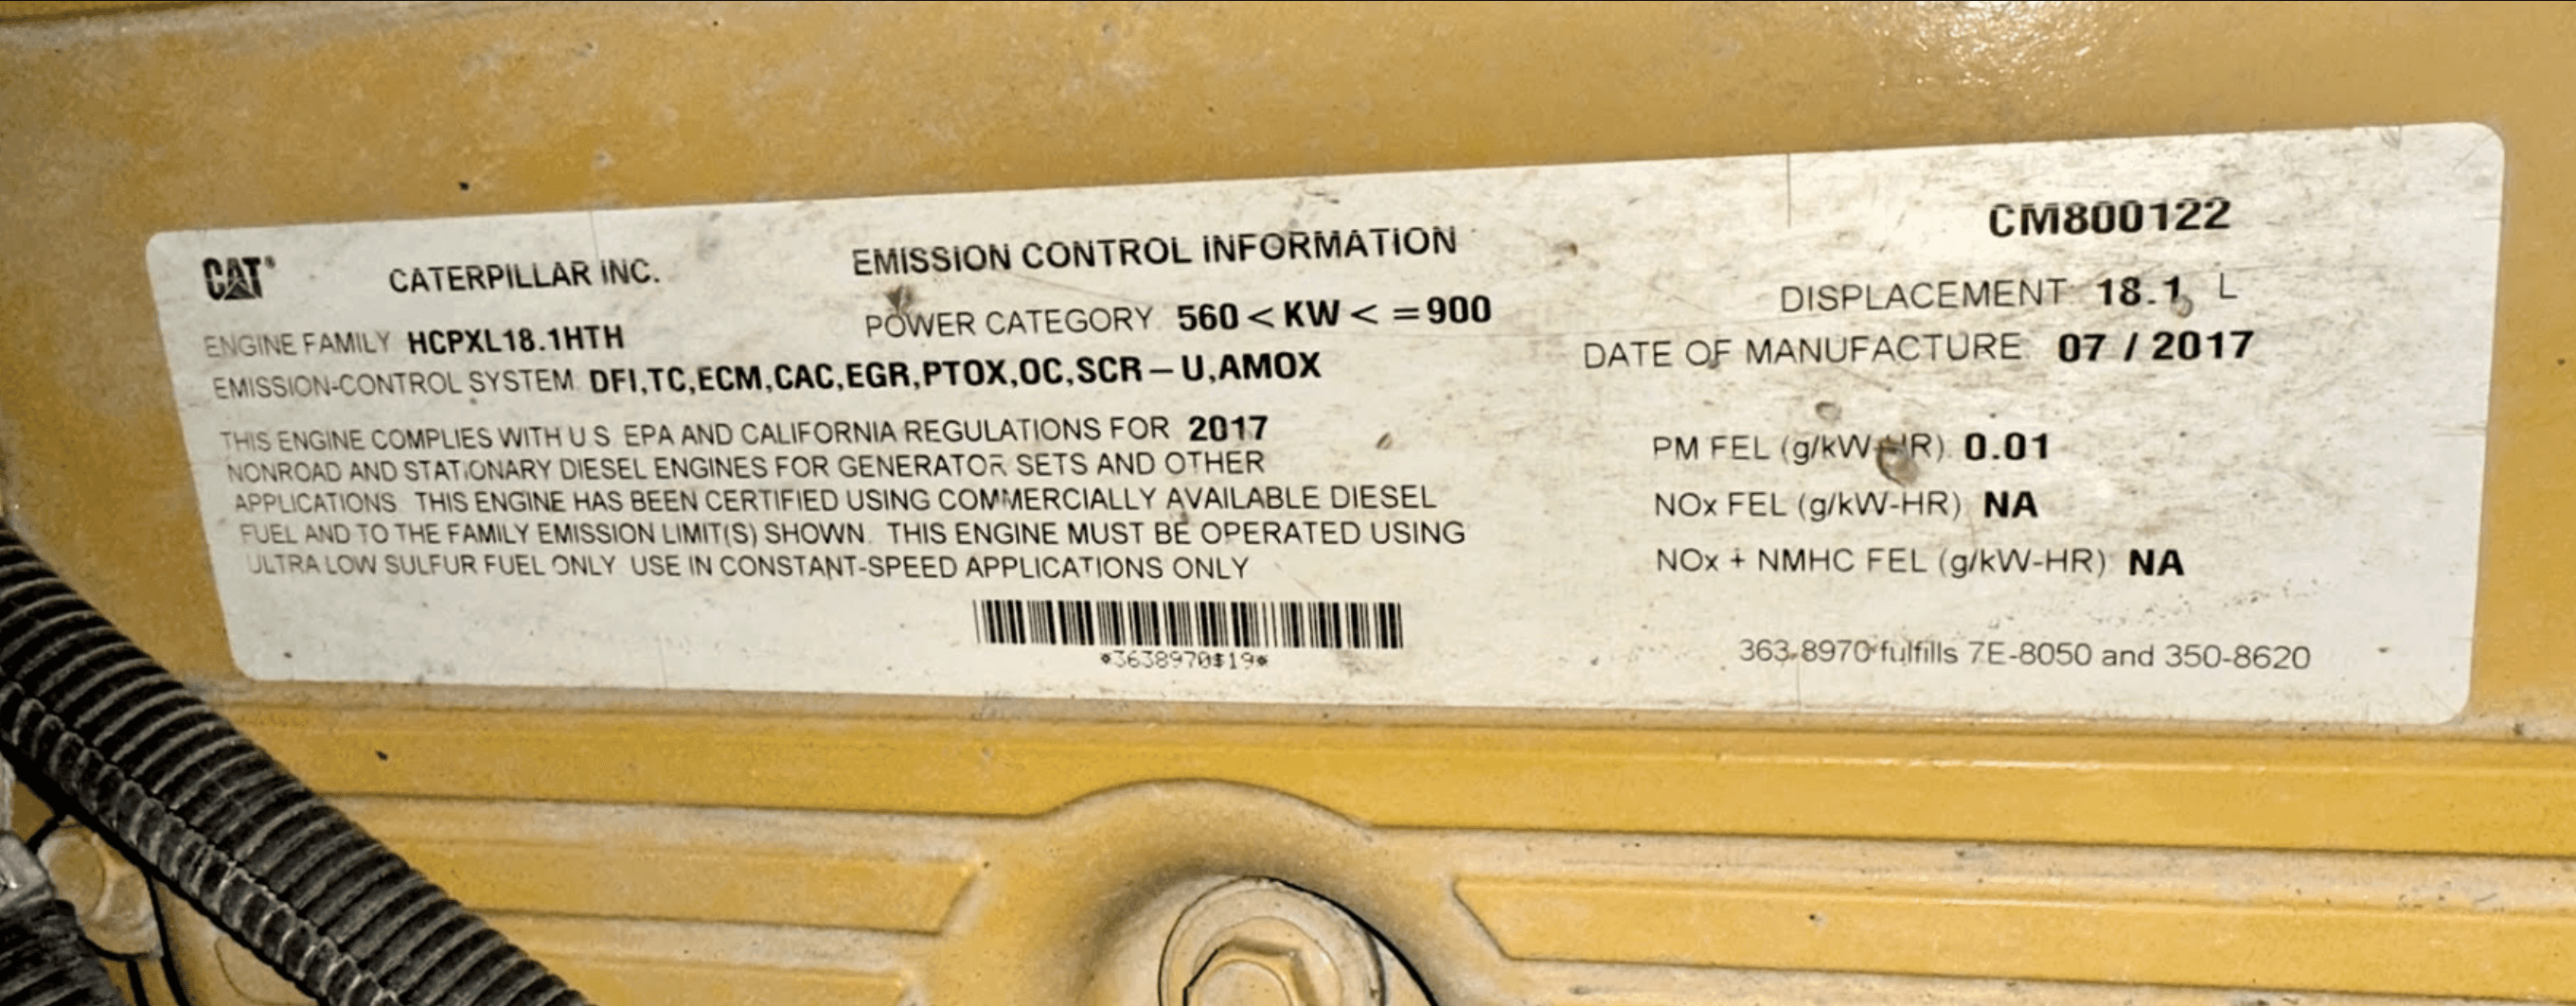 CM800122
CAT®
CATERPILLAR INC.
EMISSION CONTROL INFORMATION
DISPLACEMENT 18.1 L
ENGINE FAMILY HCPXL18.1HTH
POWER CATEGORY 560 < KW < = 900
DATE OF MANUFACTURE 07 / 2017
EMISSION-CONTROL SYSTEM DFI,TC,ECM,CAC,EGR,PTOX,OC,SCR – U,AMOX
THIS ENGINE COMPLIES WITH U S EPA AND CALIFORNIA REGULATIONS FOR 2017
NONROAD AND STATIONARY DIESEL ENGINES FOR GENERATOR SETS AND OTHER
APPLICATIONS THIS ENGINE HAS BEEN CERTIFIED USING COMMERCIALLY AVAILABLE DIESEL
FUEL AND TO THE FAMILY EMISSION LIMIT(S) SHOWN. THIS ENGINE MUST BE OPERATED USING
ULTRA LOW SULFUR FUEL ONLY USE IN CONSTANT-SPEED APPLICATIONS ONLY
PM FEL (g/kW-HR) 0.01
NOx FEL (g/kW-HR) NA
NOx + NMHC FEL (g/kW-HR) NA
*3638970$19*
363-8970 fulfills 7E-8050 and 350-8620